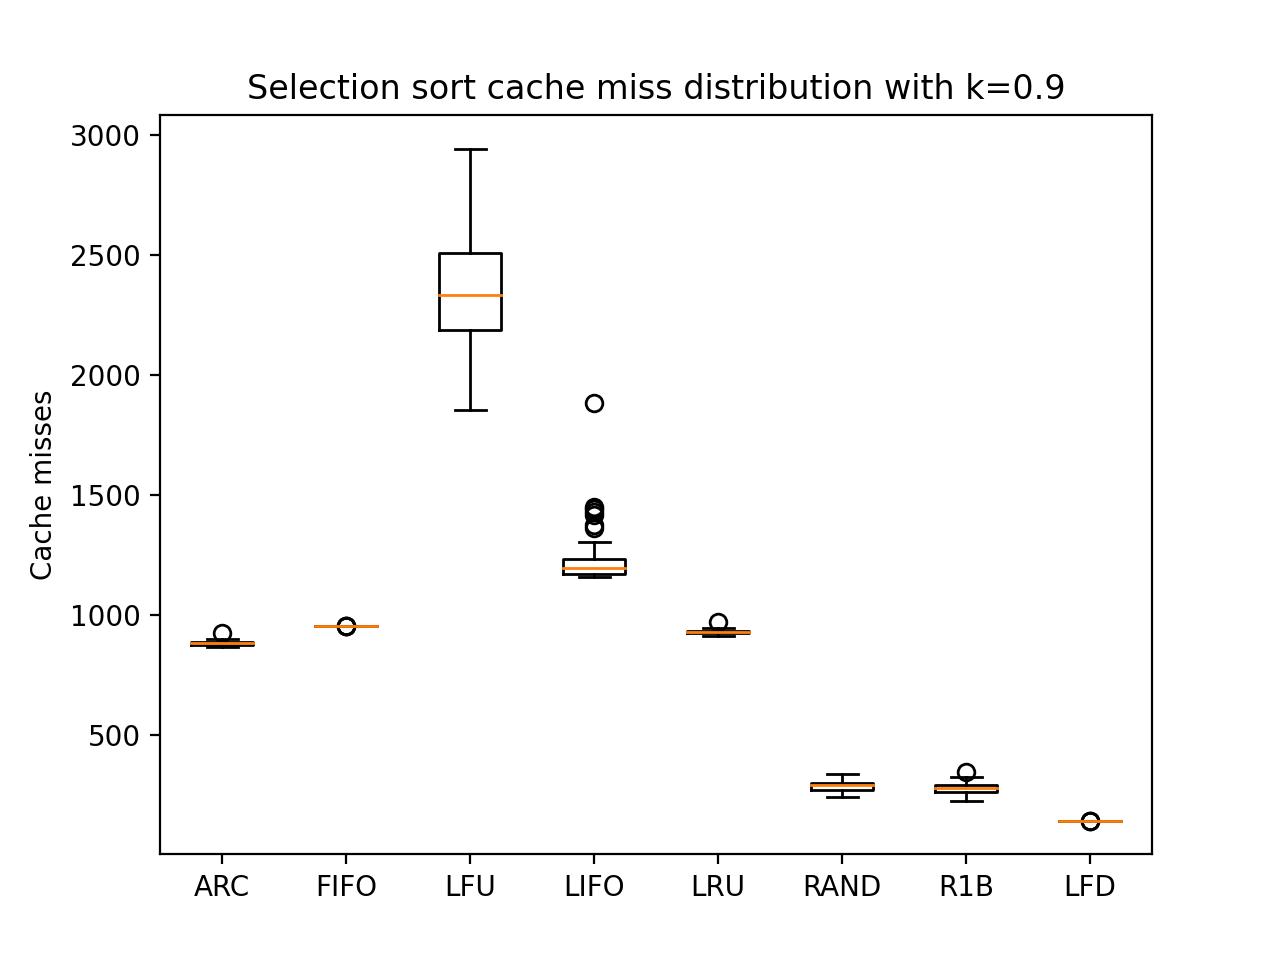 Selection sort cache miss distribution with k=0.9
3000
2500
2000
1500
1000
500
Cache misses
ARC FIFO LFU LIFO LRU RAND R1B LFD